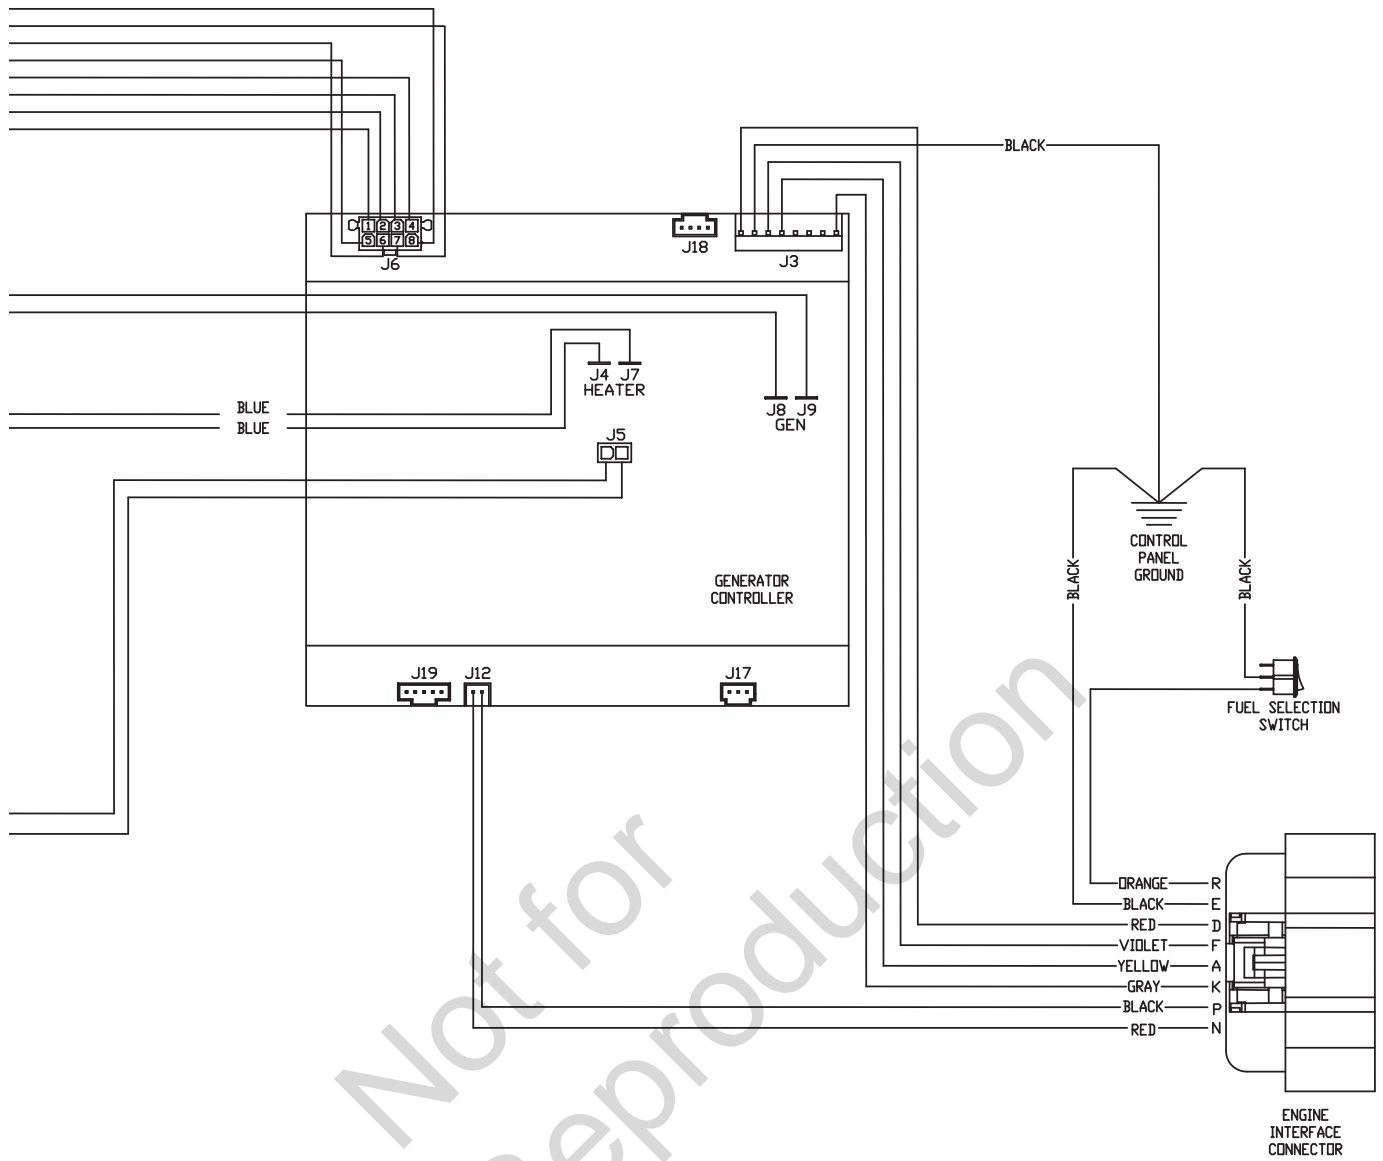 BLACK
1 2 3 4
5 6 7 8
J6
J18
J3
J4 J7
HEATER
J8 J9
GEN
BLUE
BLUE
J5
CONTROL
PANEL
GROUND
BLACK
BLACK
GENERATOR
CONTROLLER
J19 J12
J17
FUEL SELECTION
SWITCH
ORANGE R
BLACK E
RED D
VIOLET F
YELLOW A
GRAY K
BLACK P
RED N
ENGINE
INTERFACE
CONNECTOR
Not for
Reproduction